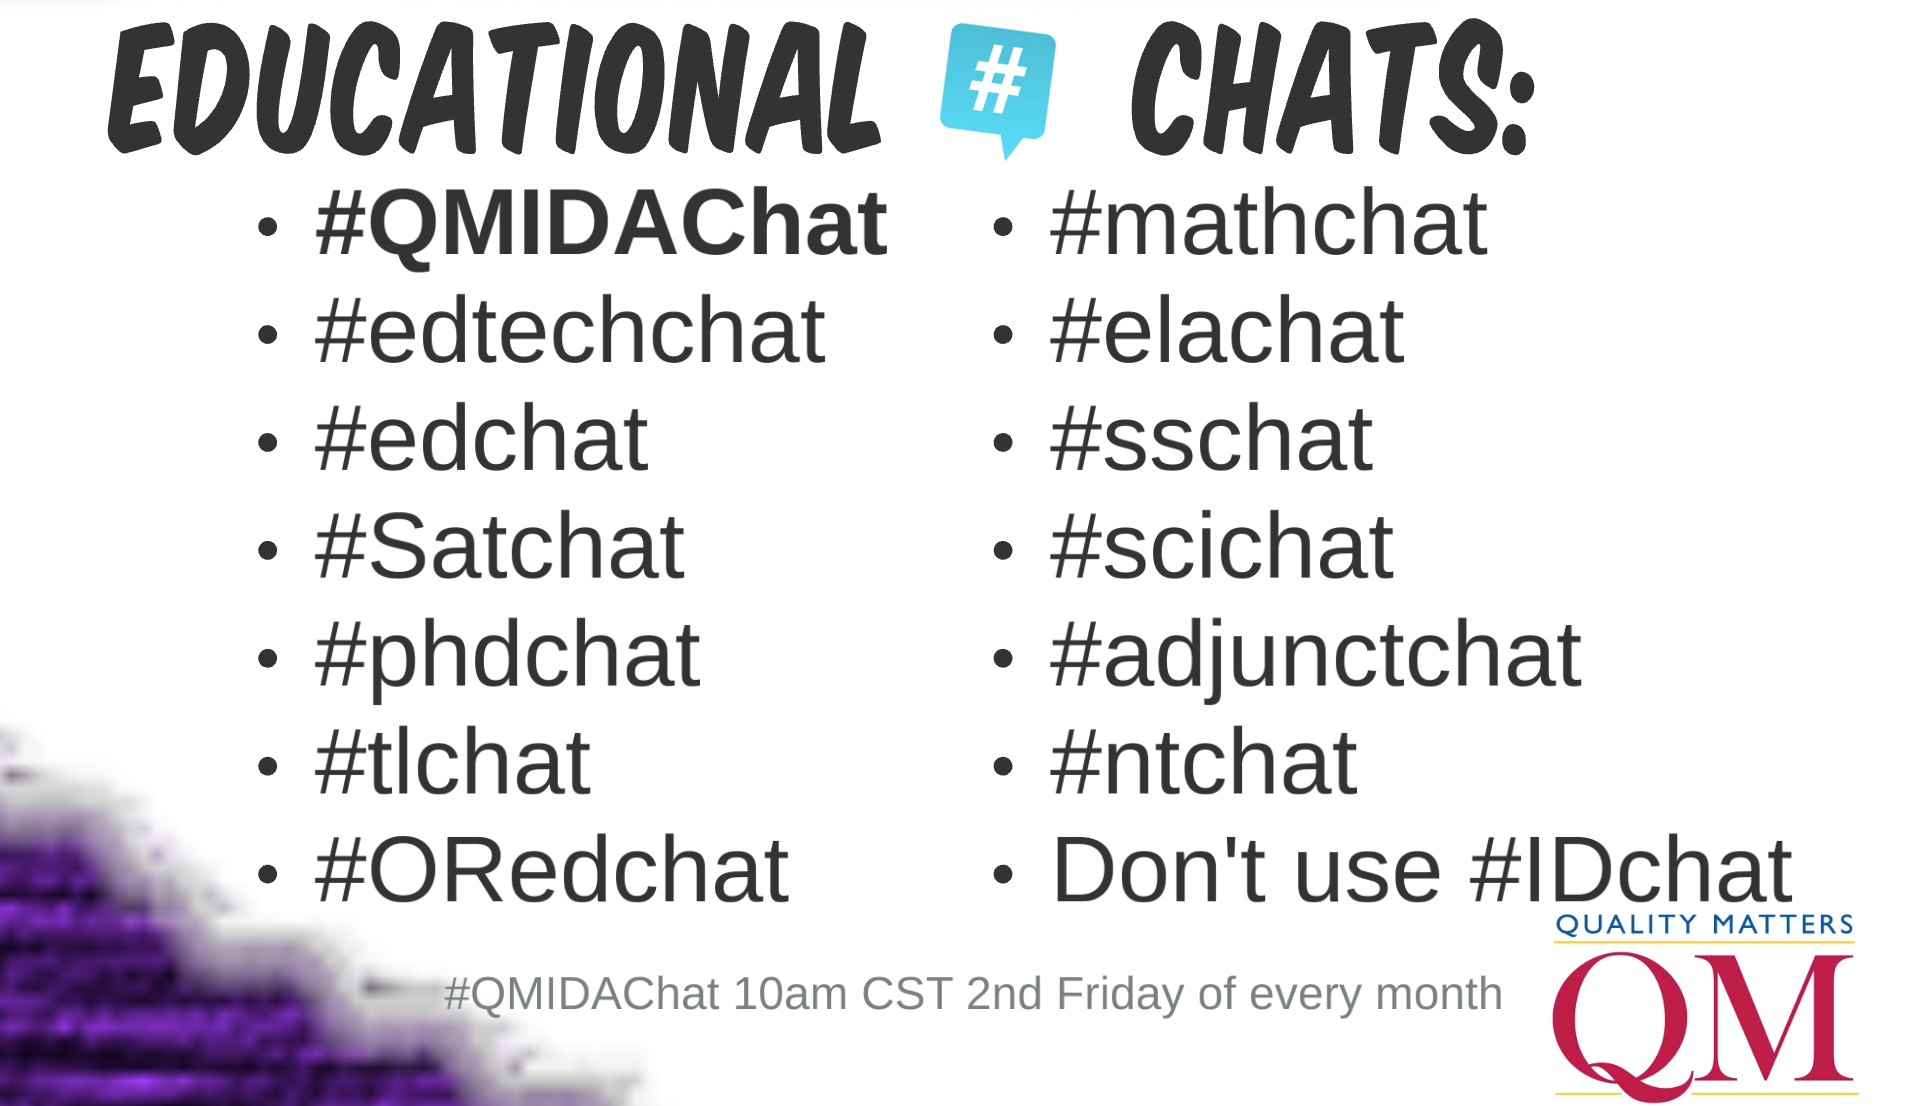 EDUCATIONAL # CHATS:
• #QMIDAChat
• #edtechchat
• #edchat
• #Satchat
• #phdchat
• #tlchat
• #ORedchat
• #mathchat
• #elachat
• #sschat
• #scichat
• #adjunctchat
• #ntchat
• Don't use #IDchat
#QMIDAChat 10am CST 2nd Friday of every month
QUALITY MATTERS
QM